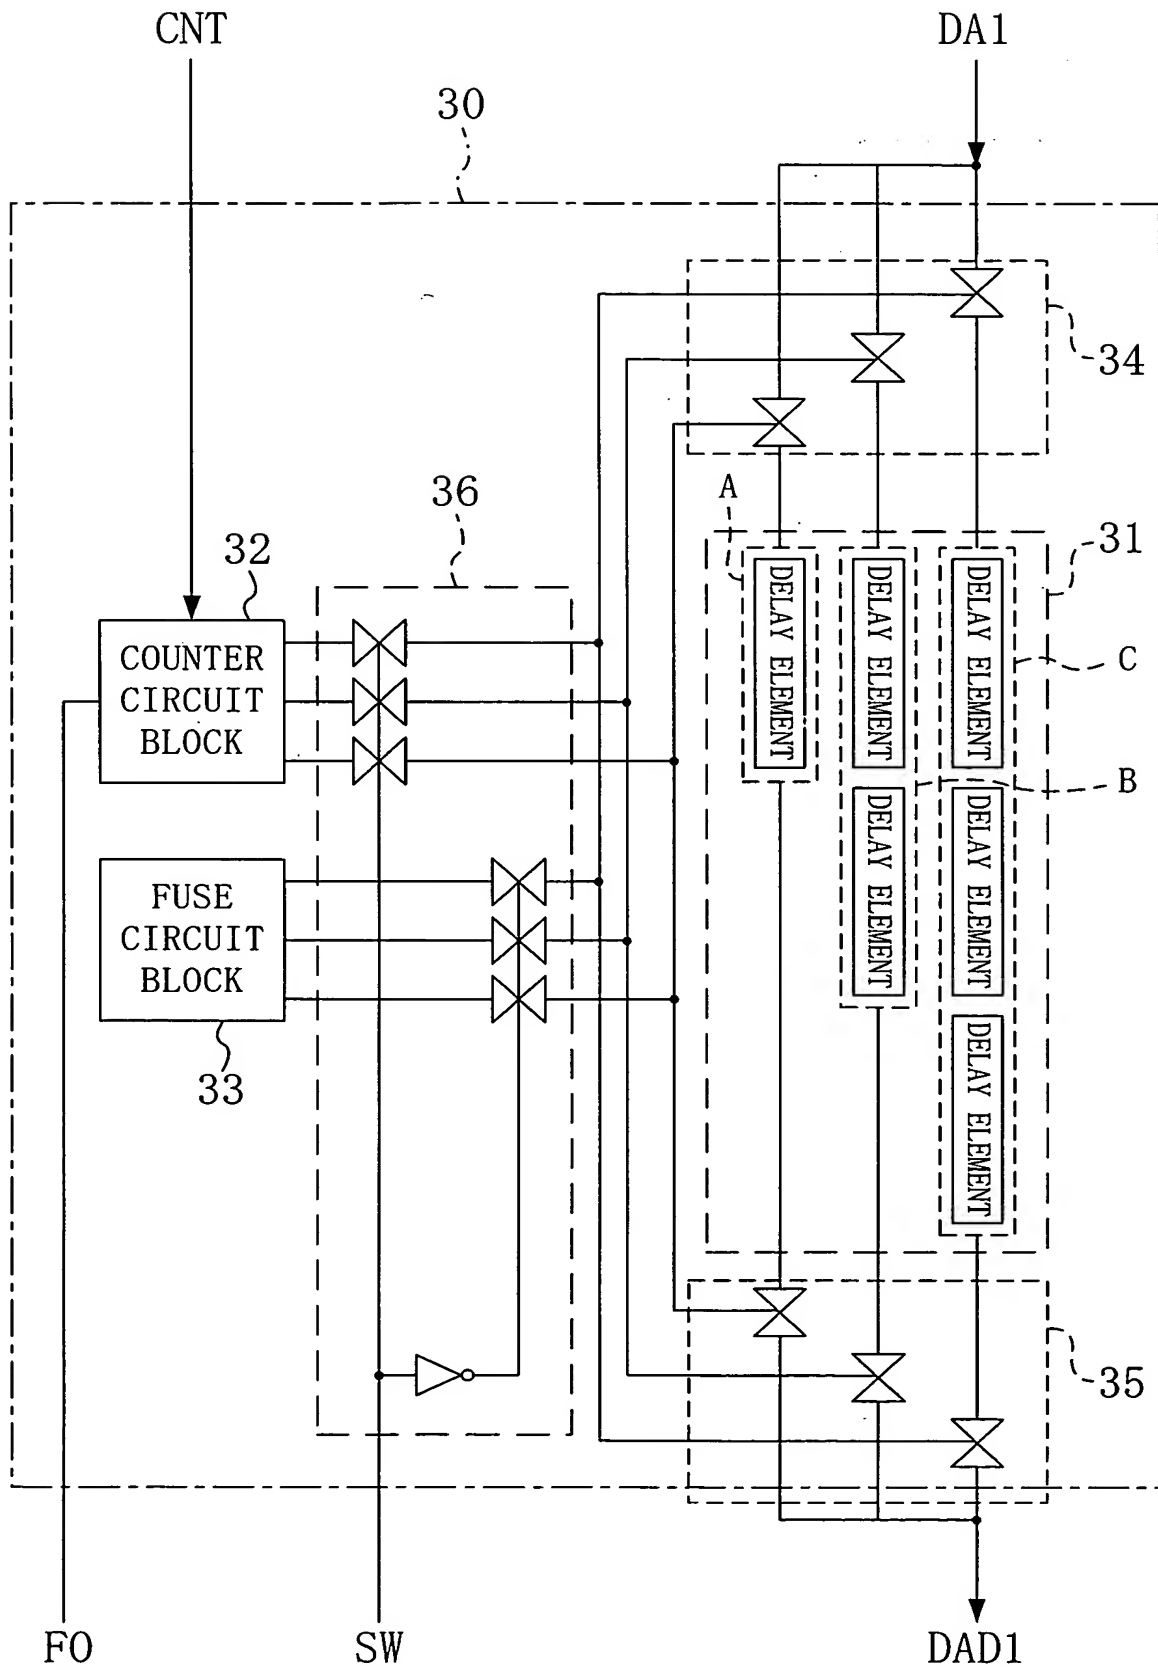 CNT
DA1
30
34
36
A
31
32
COUNTER
CIRCUIT
BLOCK
DELAY ELEMENT
DELAY ELEMENT
DELAY ELEMENT
C
B
DELAY ELEMENT
DELAY ELEMENT
FUSE
CIRCUIT
BLOCK
33
DELAY ELEMENT
35
FO
SW
DAD1